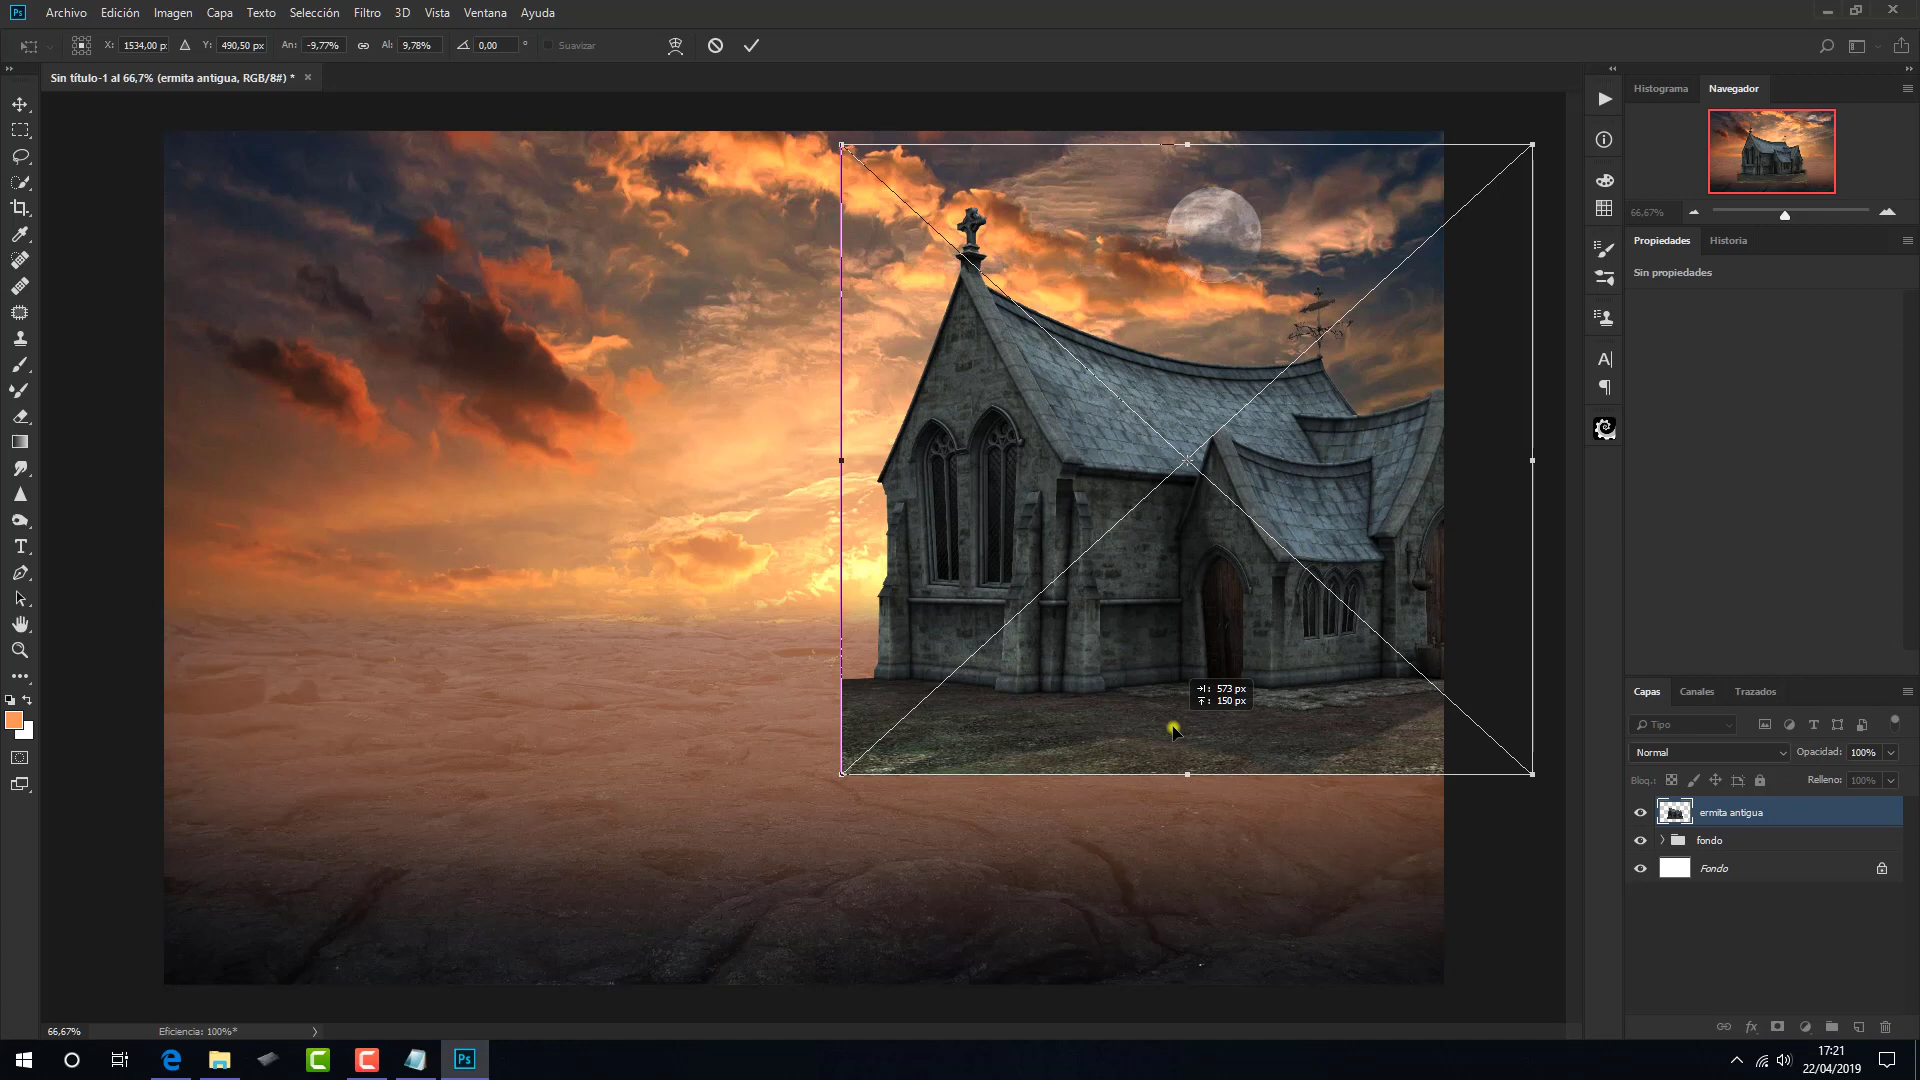 Ps Archivo Edición Imagen Capa Texto Selección Filtro 3D Vista Ventana Ayuda
X: 1534,00 px Y: 490,50 px An: -9,77% Al: 9,78% 0,00 ° Suavizar
Sin título-1 al 66,7% (ermita antigua, RGB/8#) * ×
Histograma Navegador
66,67%
Propiedades Historia
Sin propiedades
: 573 px
: 150 px
Capas Canales Trazados
Tipo
Normal Opacidad: 100%
Bloq.: Relleno: 100%
ermita antigua
fondo
Fondo
66,67% Eficiencia: 100%*
Ps
17:21
22/04/2019